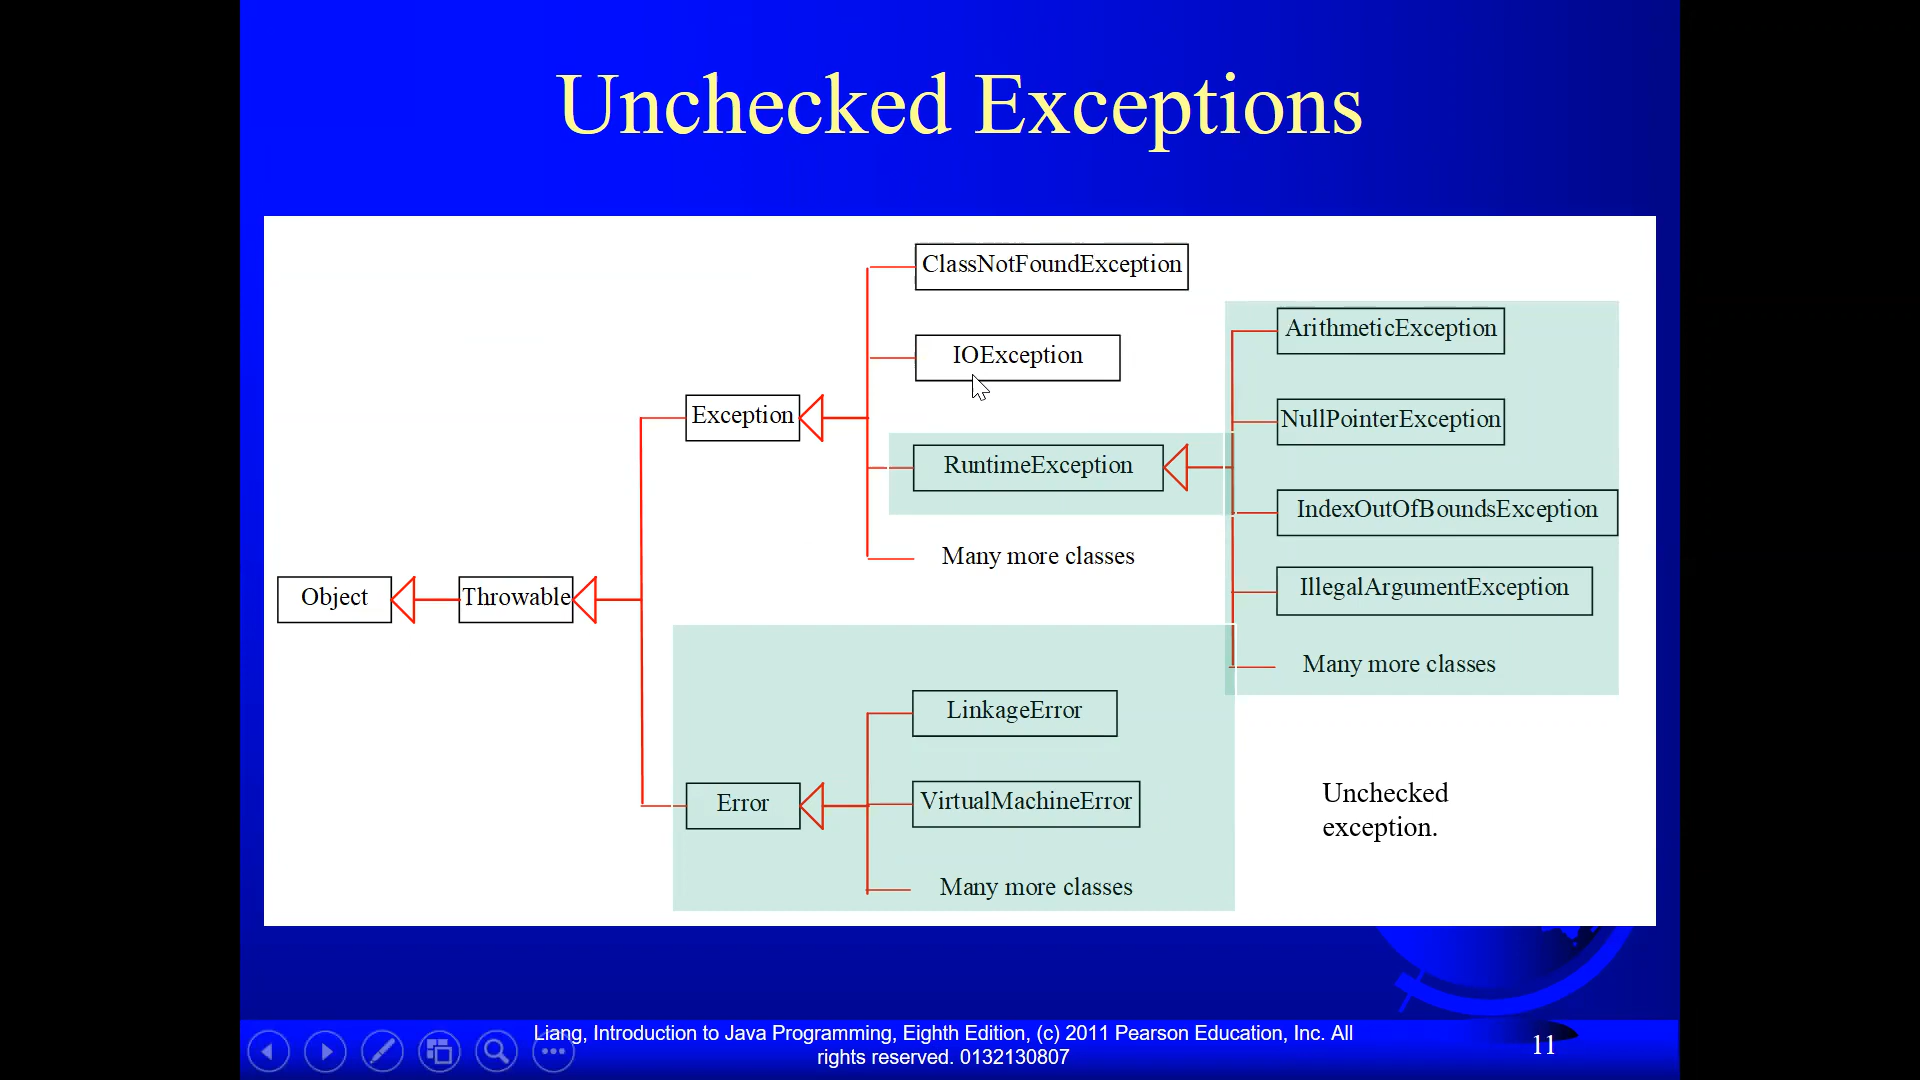 Unchecked Exceptions
ClassNotFoundException
ArithmeticException
IOException
Exception
NullPointerException
RuntimeException
IndexOutOfBoundsException
Many more classes
Object
Throwable
IllegalArgumentException
Many more classes
LinkageError
Error
VirtualMachineError
Unchecked
exception.
Many more classes
Liang, Introduction to Java Programming, Eighth Edition, (c) 2011 Pearson Education, Inc. All
rights reserved. 0132130807
11